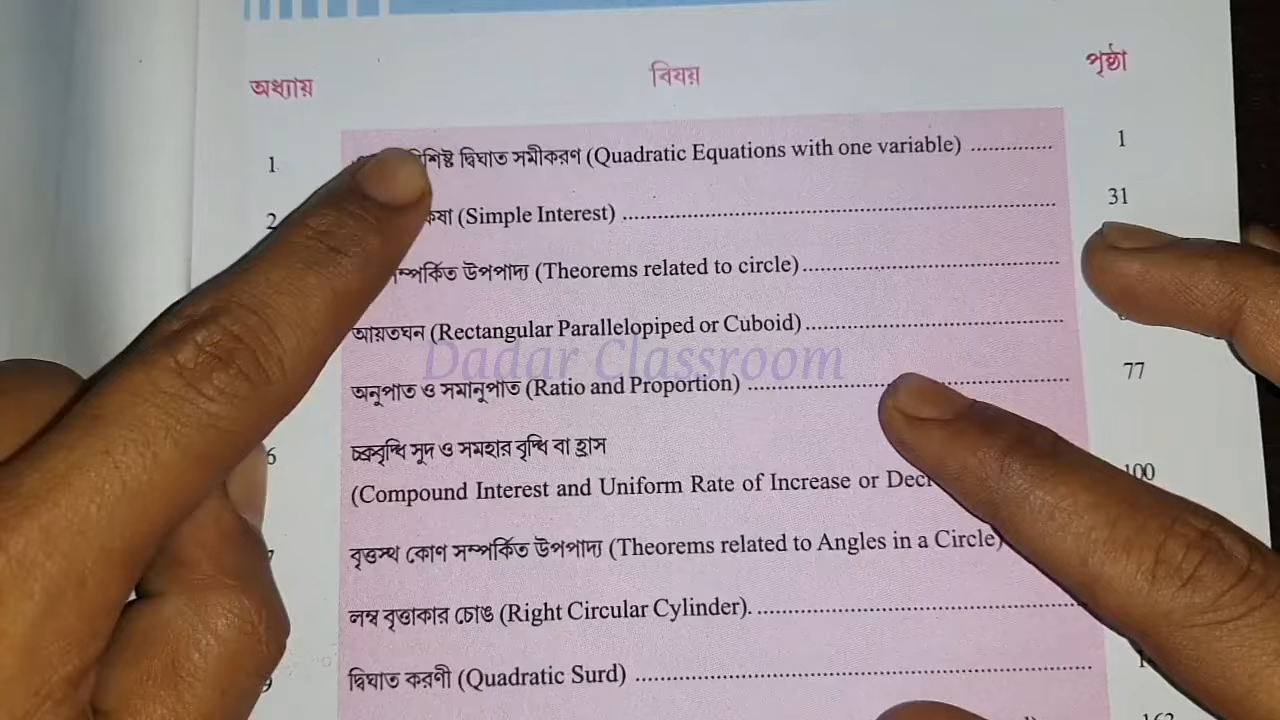 অধ্যায় বিষয় পৃষ্ঠা
1 দ্বিঘাত সমীকরণ (Quadratic Equations with one variable) .............. 1
2 (Simple Interest) ............................................................ 31
উপপাদ্য (Theorems related to circle)....................................
আয়তঘন (Rectangular Parallelopiped or Cuboid)....................................
Dadar Classroom
অনুপাত ও সমানুপাত (Ratio and Proportion) .................................... 77
6 চক্রবৃদ্ধি সুদ ও সমহার বৃদ্ধি বা হ্রাস
(Compound Interest and Uniform Rate of Increase or 100
বৃত্তস্থ কোণ সম্পর্কিত উপপাদ্য (Theorems related to Angles in a Circle)
লম্ব বৃত্তাকার চোঙ (Right Circular Cylinder). ....................................
9 দ্বিঘাত করণী (Quadratic Surd) ....................................